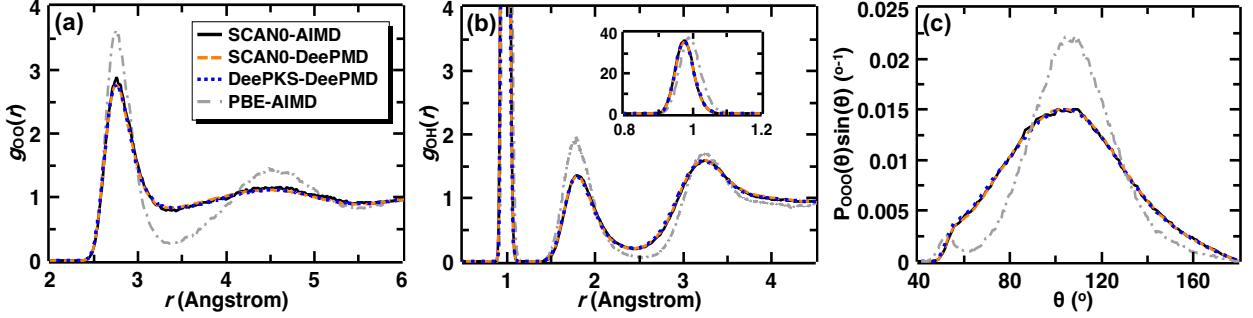 (a)
SCAN0-AIMD
SCAN0-DeePMD
DeePKS-DeePMD
PBE-AIMD
gOO(r)
4
3
2
1
0
2 3 4 5 6
r (Angstrom)
(b)
gOH(r)
4
3
2
1
0
1 2 3 4
r (Angstrom)
40
20
0
0.8 1 1.2
(c)
POOO(θ)sin(θ) (o-1)
0.025
0.02
0.015
0.01
0.005
0
40 80 120 160
θ (o)